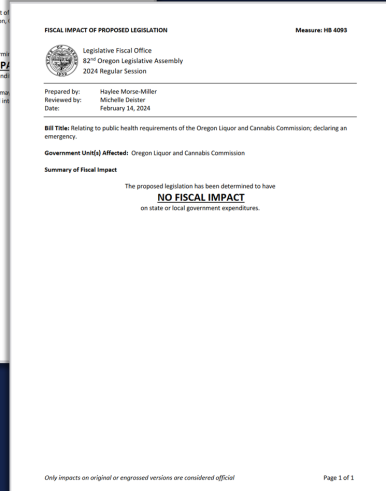 FISCAL IMPACT OF PROPOSED LEGISLATION Measure: HB 4093
Legislative Fiscal Office
82nd Oregon Legislative Assembly
2024 Regular Session
Prepared by: Haylee Morse-Miller
Reviewed by: Michelle Deister
Date: February 14, 2024
Bill Title: Relating to public health requirements of the Oregon Liquor and Cannabis Commission; declaring an
emergency.
Government Unit(s) Affected: Oregon Liquor and Cannabis Commission
Summary of Fiscal Impact
The proposed legislation has been determined to have
NO FISCAL IMPACT
on state or local government expenditures.
Only impacts on original or engrossed versions are considered official Page 1 of 1